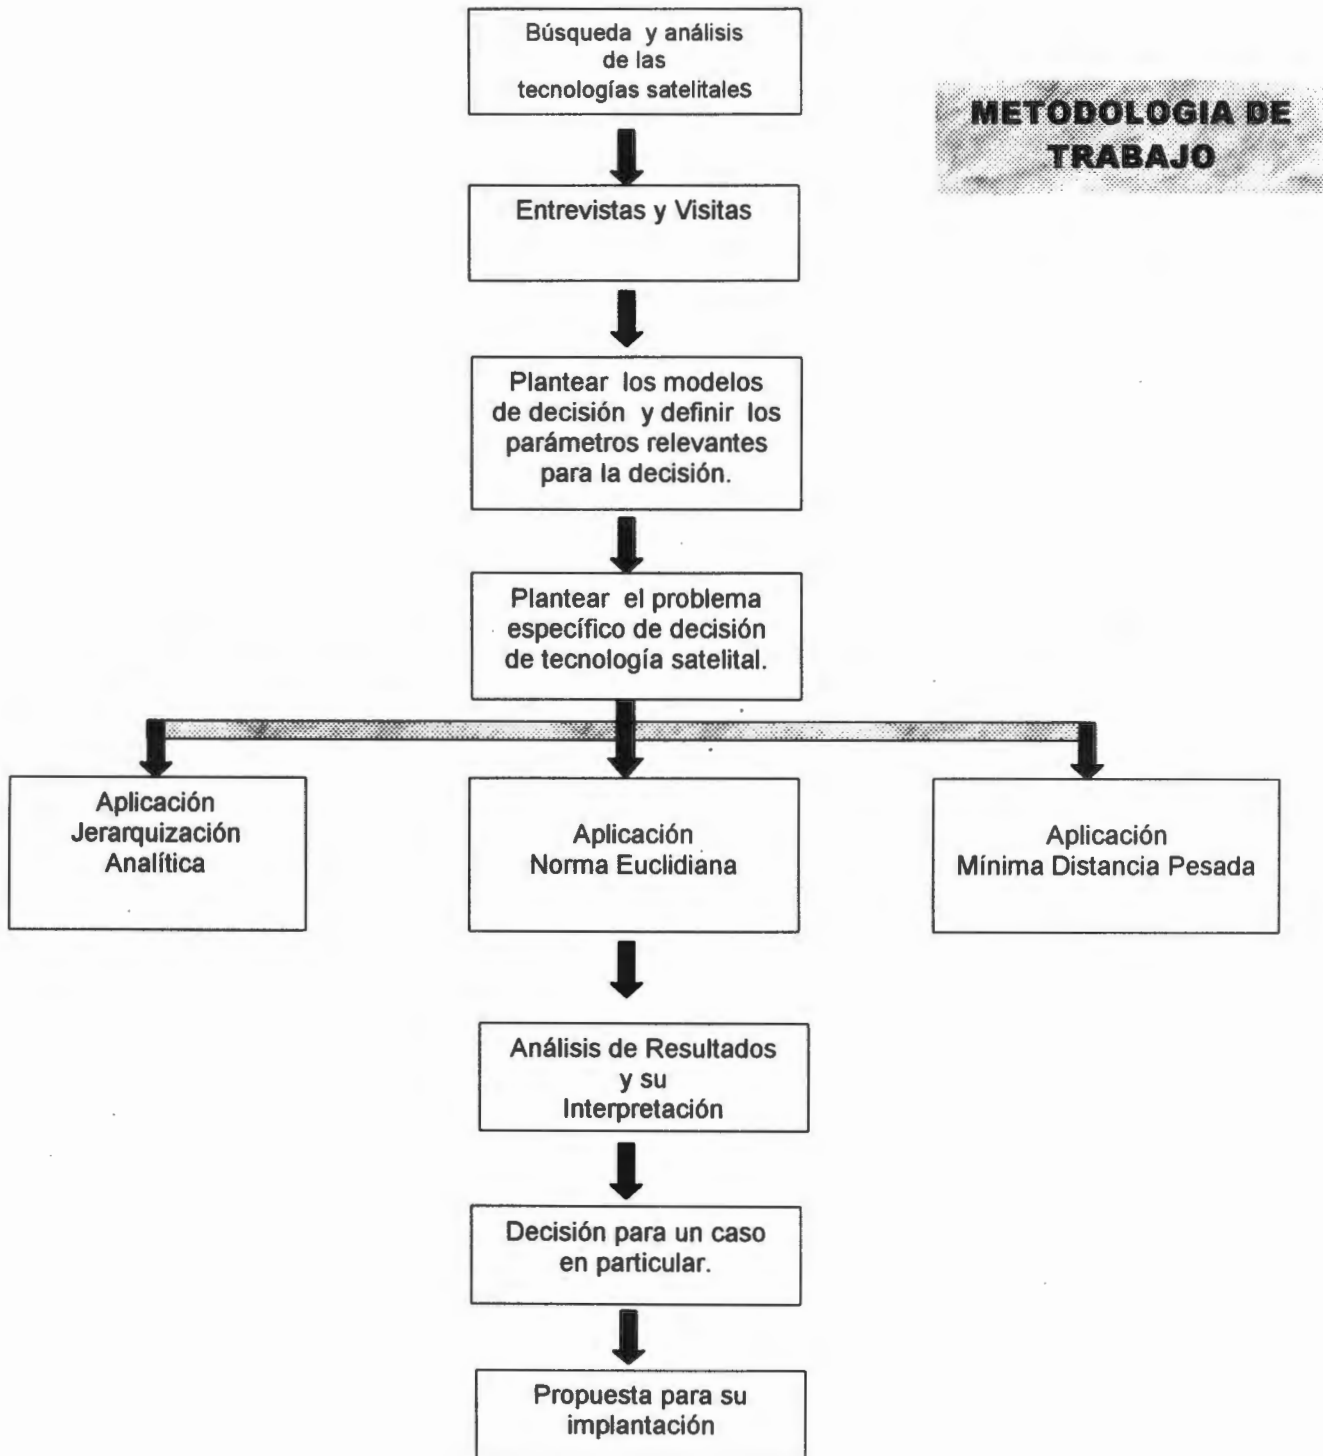 Búsqueda y análisis
de las
tecnologías satelitales
METODOLOGIA DE
TRABAJO
Entrevistas y Visitas
Plantear los modelos
de decisión y definir los
parámetros relevantes
para la decisión.
Plantear el problema
específico de decisión
de tecnología satelital.
Aplicación
Jerarquización
Analítica
Aplicación
Norma Euclidiana
Aplicación
Mínima Distancia Pesada
Análisis de Resultados
y su
Interpretación
Decisión para un caso
en particular.
Propuesta para su
implantación